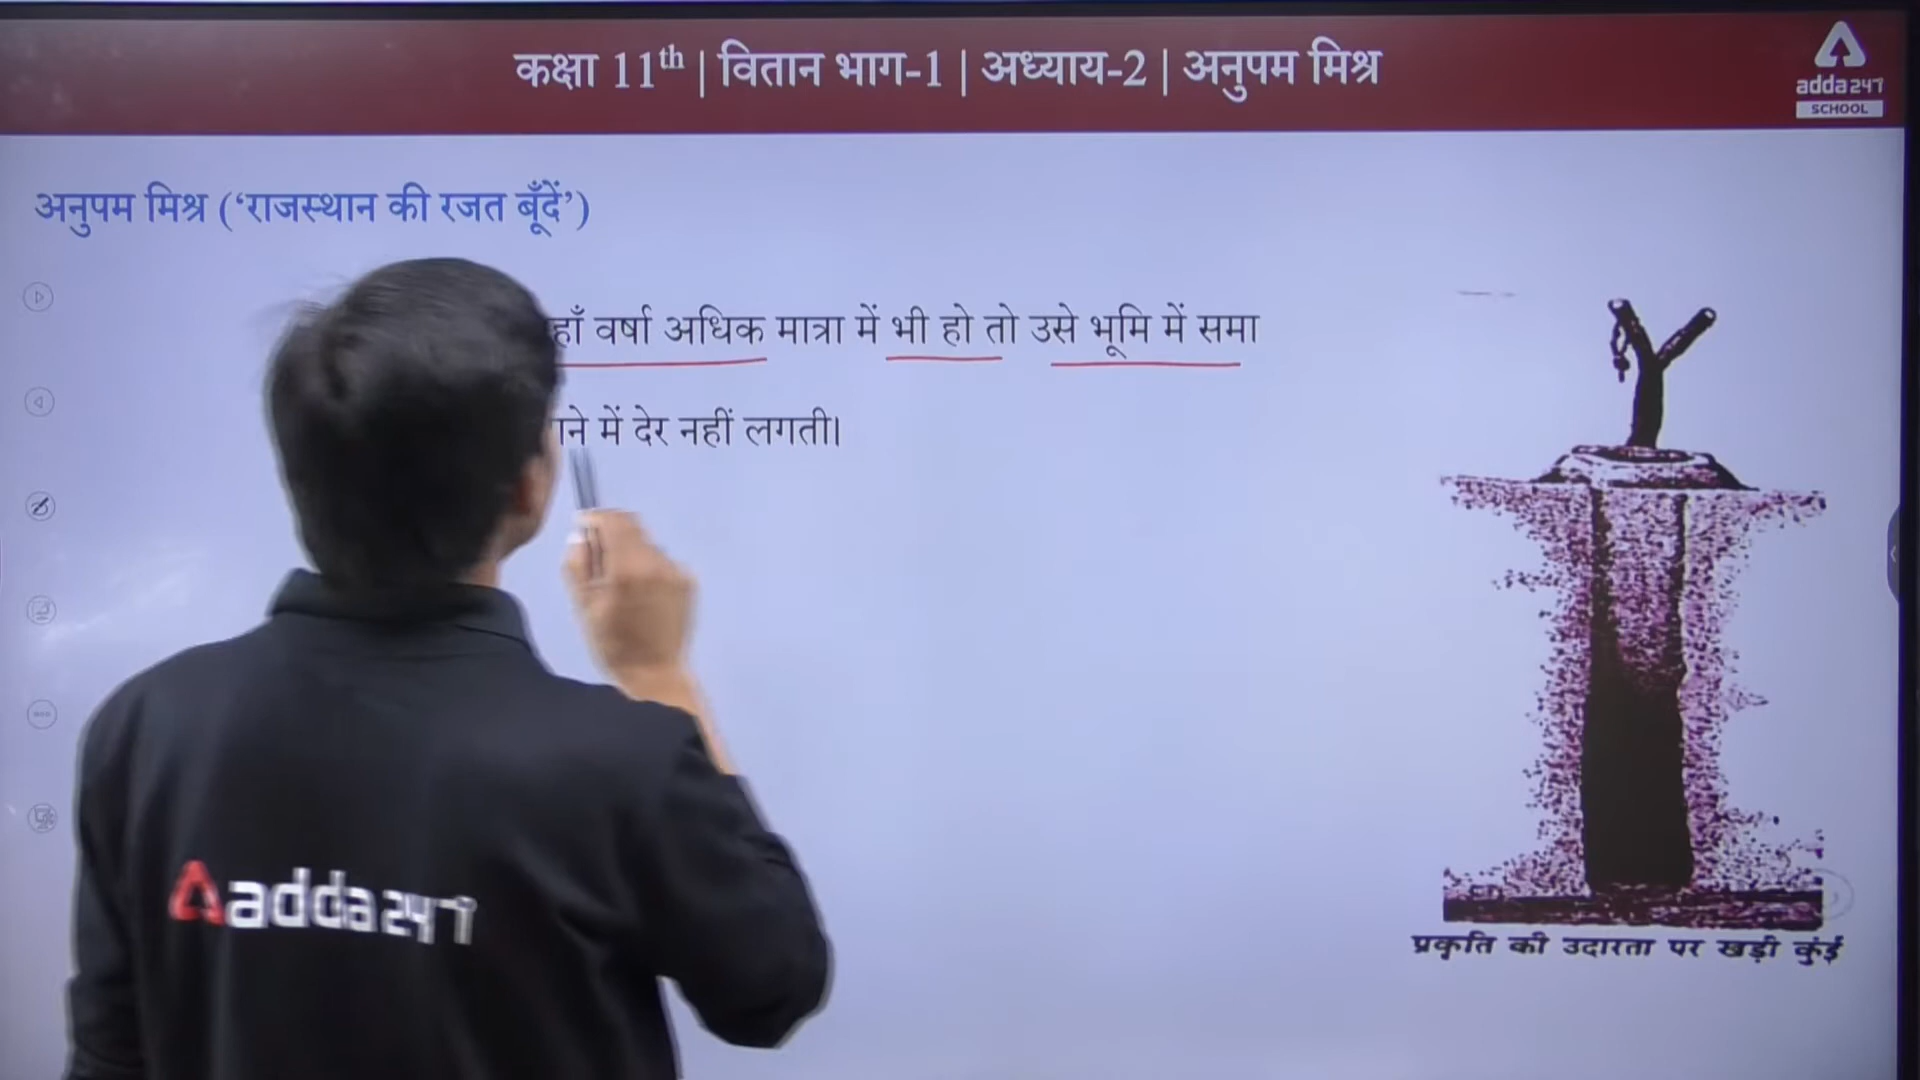 कक्षा 11th | वितान भाग-1 | अध्याय-2 | अनुपम मिश्र
adda247
SCHOOL
अनुपम मिश्र (‘राजस्थान की रजत बूँदें’)
वर्षा अधिक मात्रा में भी हो तो उसे भूमि में समा
में देर नहीं लगती।
प्रकृति की उदारता पर खड़ी कुंई
adda247